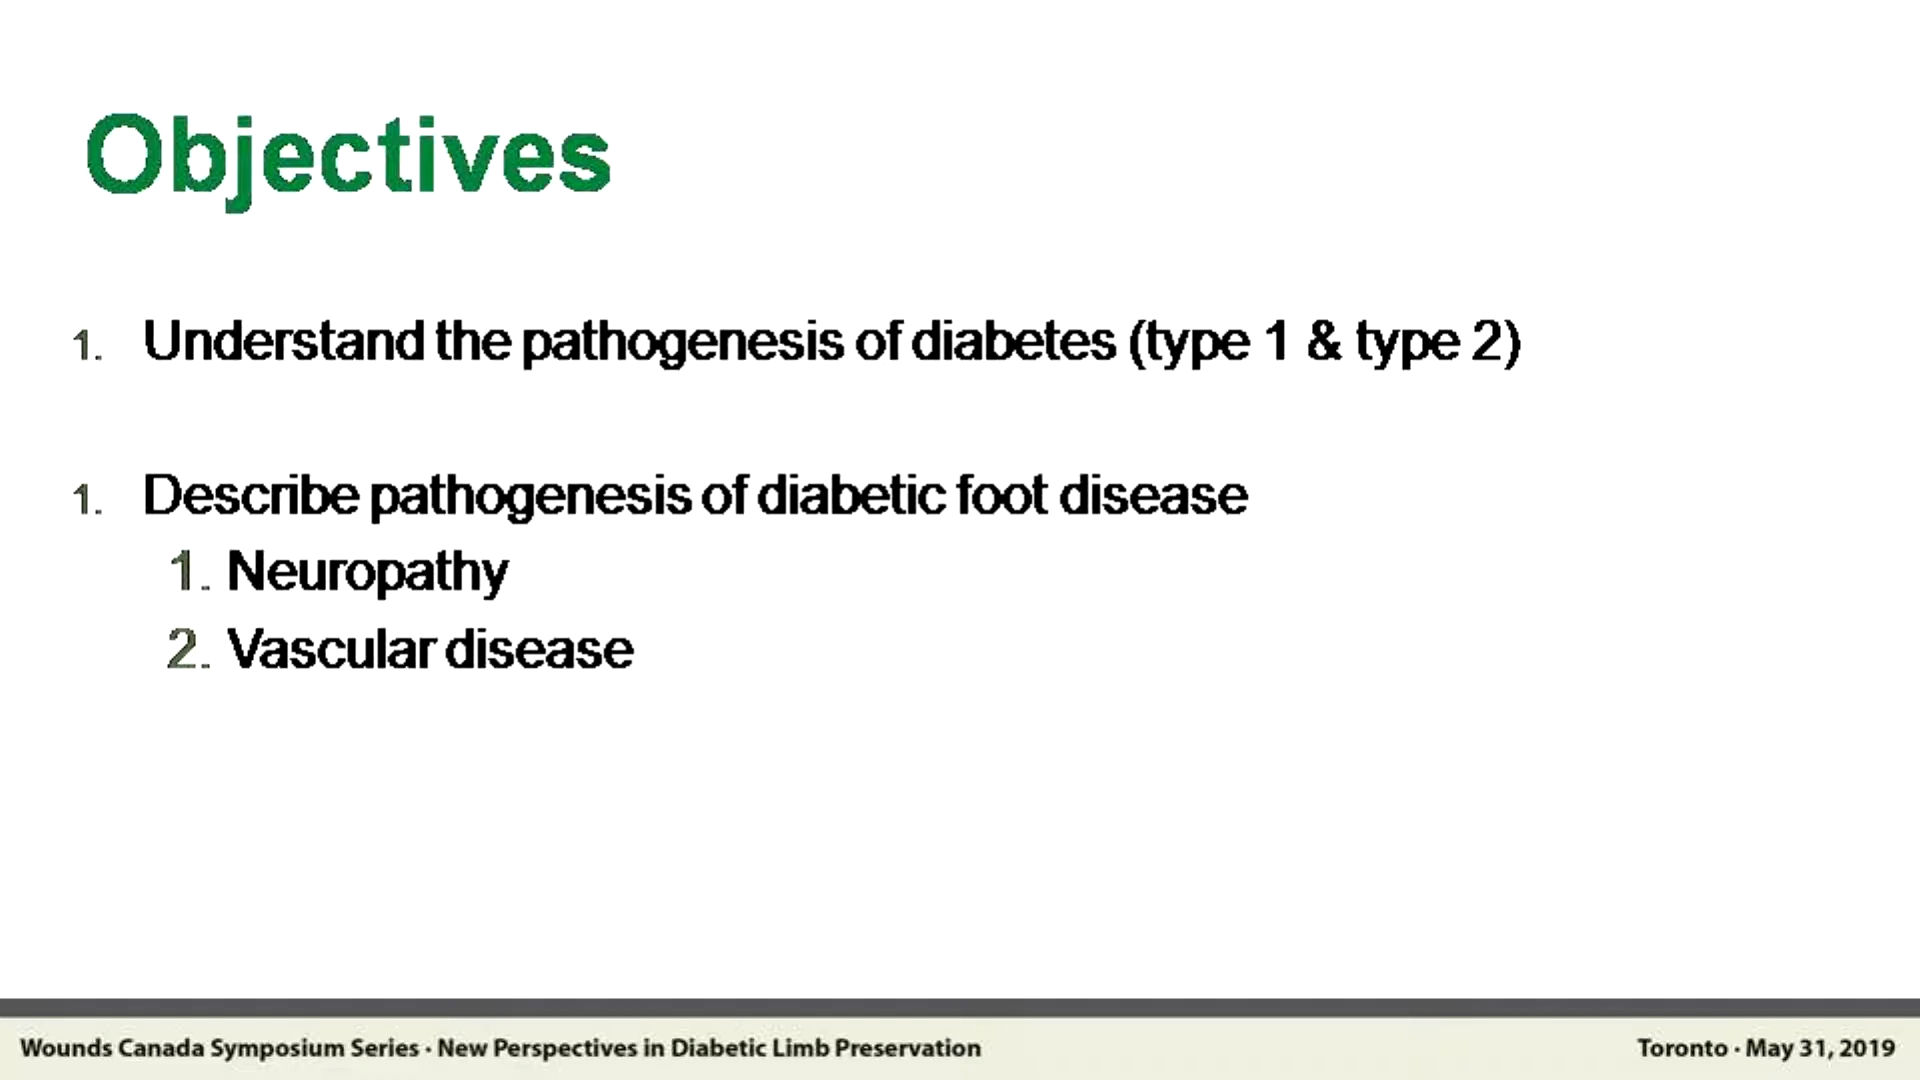 Objectives
1. Understand the pathogenesis of diabetes (type 1 & type 2)
1. Describe pathogenesis of diabetic foot disease
1. Neuropathy
2. Vascular disease
Wounds Canada Symposium Series · New Perspectives in Diabetic Limb Preservation
Toronto · May 31, 2019